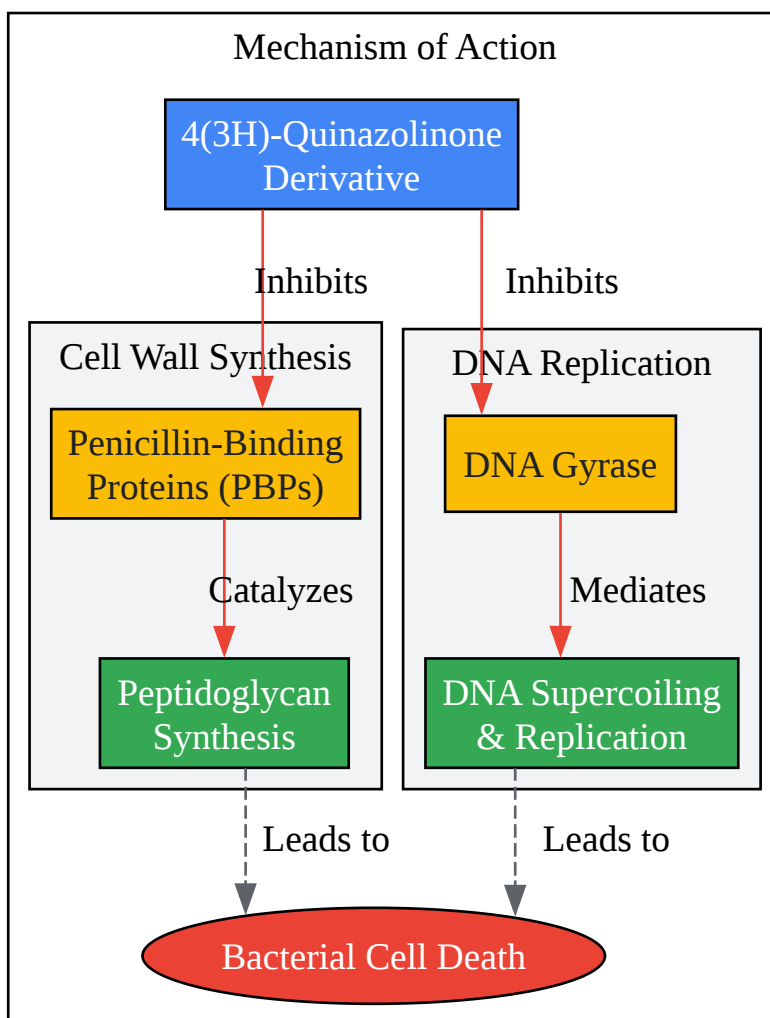 Mechanism of Action
4(3H)-Quinazolinone
Derivative
Inhibits
Inhibits
Cell Wall Synthesis
DNA Replication
Penicillin-Binding
Proteins (PBPs)
DNA Gyrase
Catalyzes
Mediates
Peptidoglycan
Synthesis
DNA Supercoiling
& Replication
Leads to
Leads to
Bacterial Cell Death